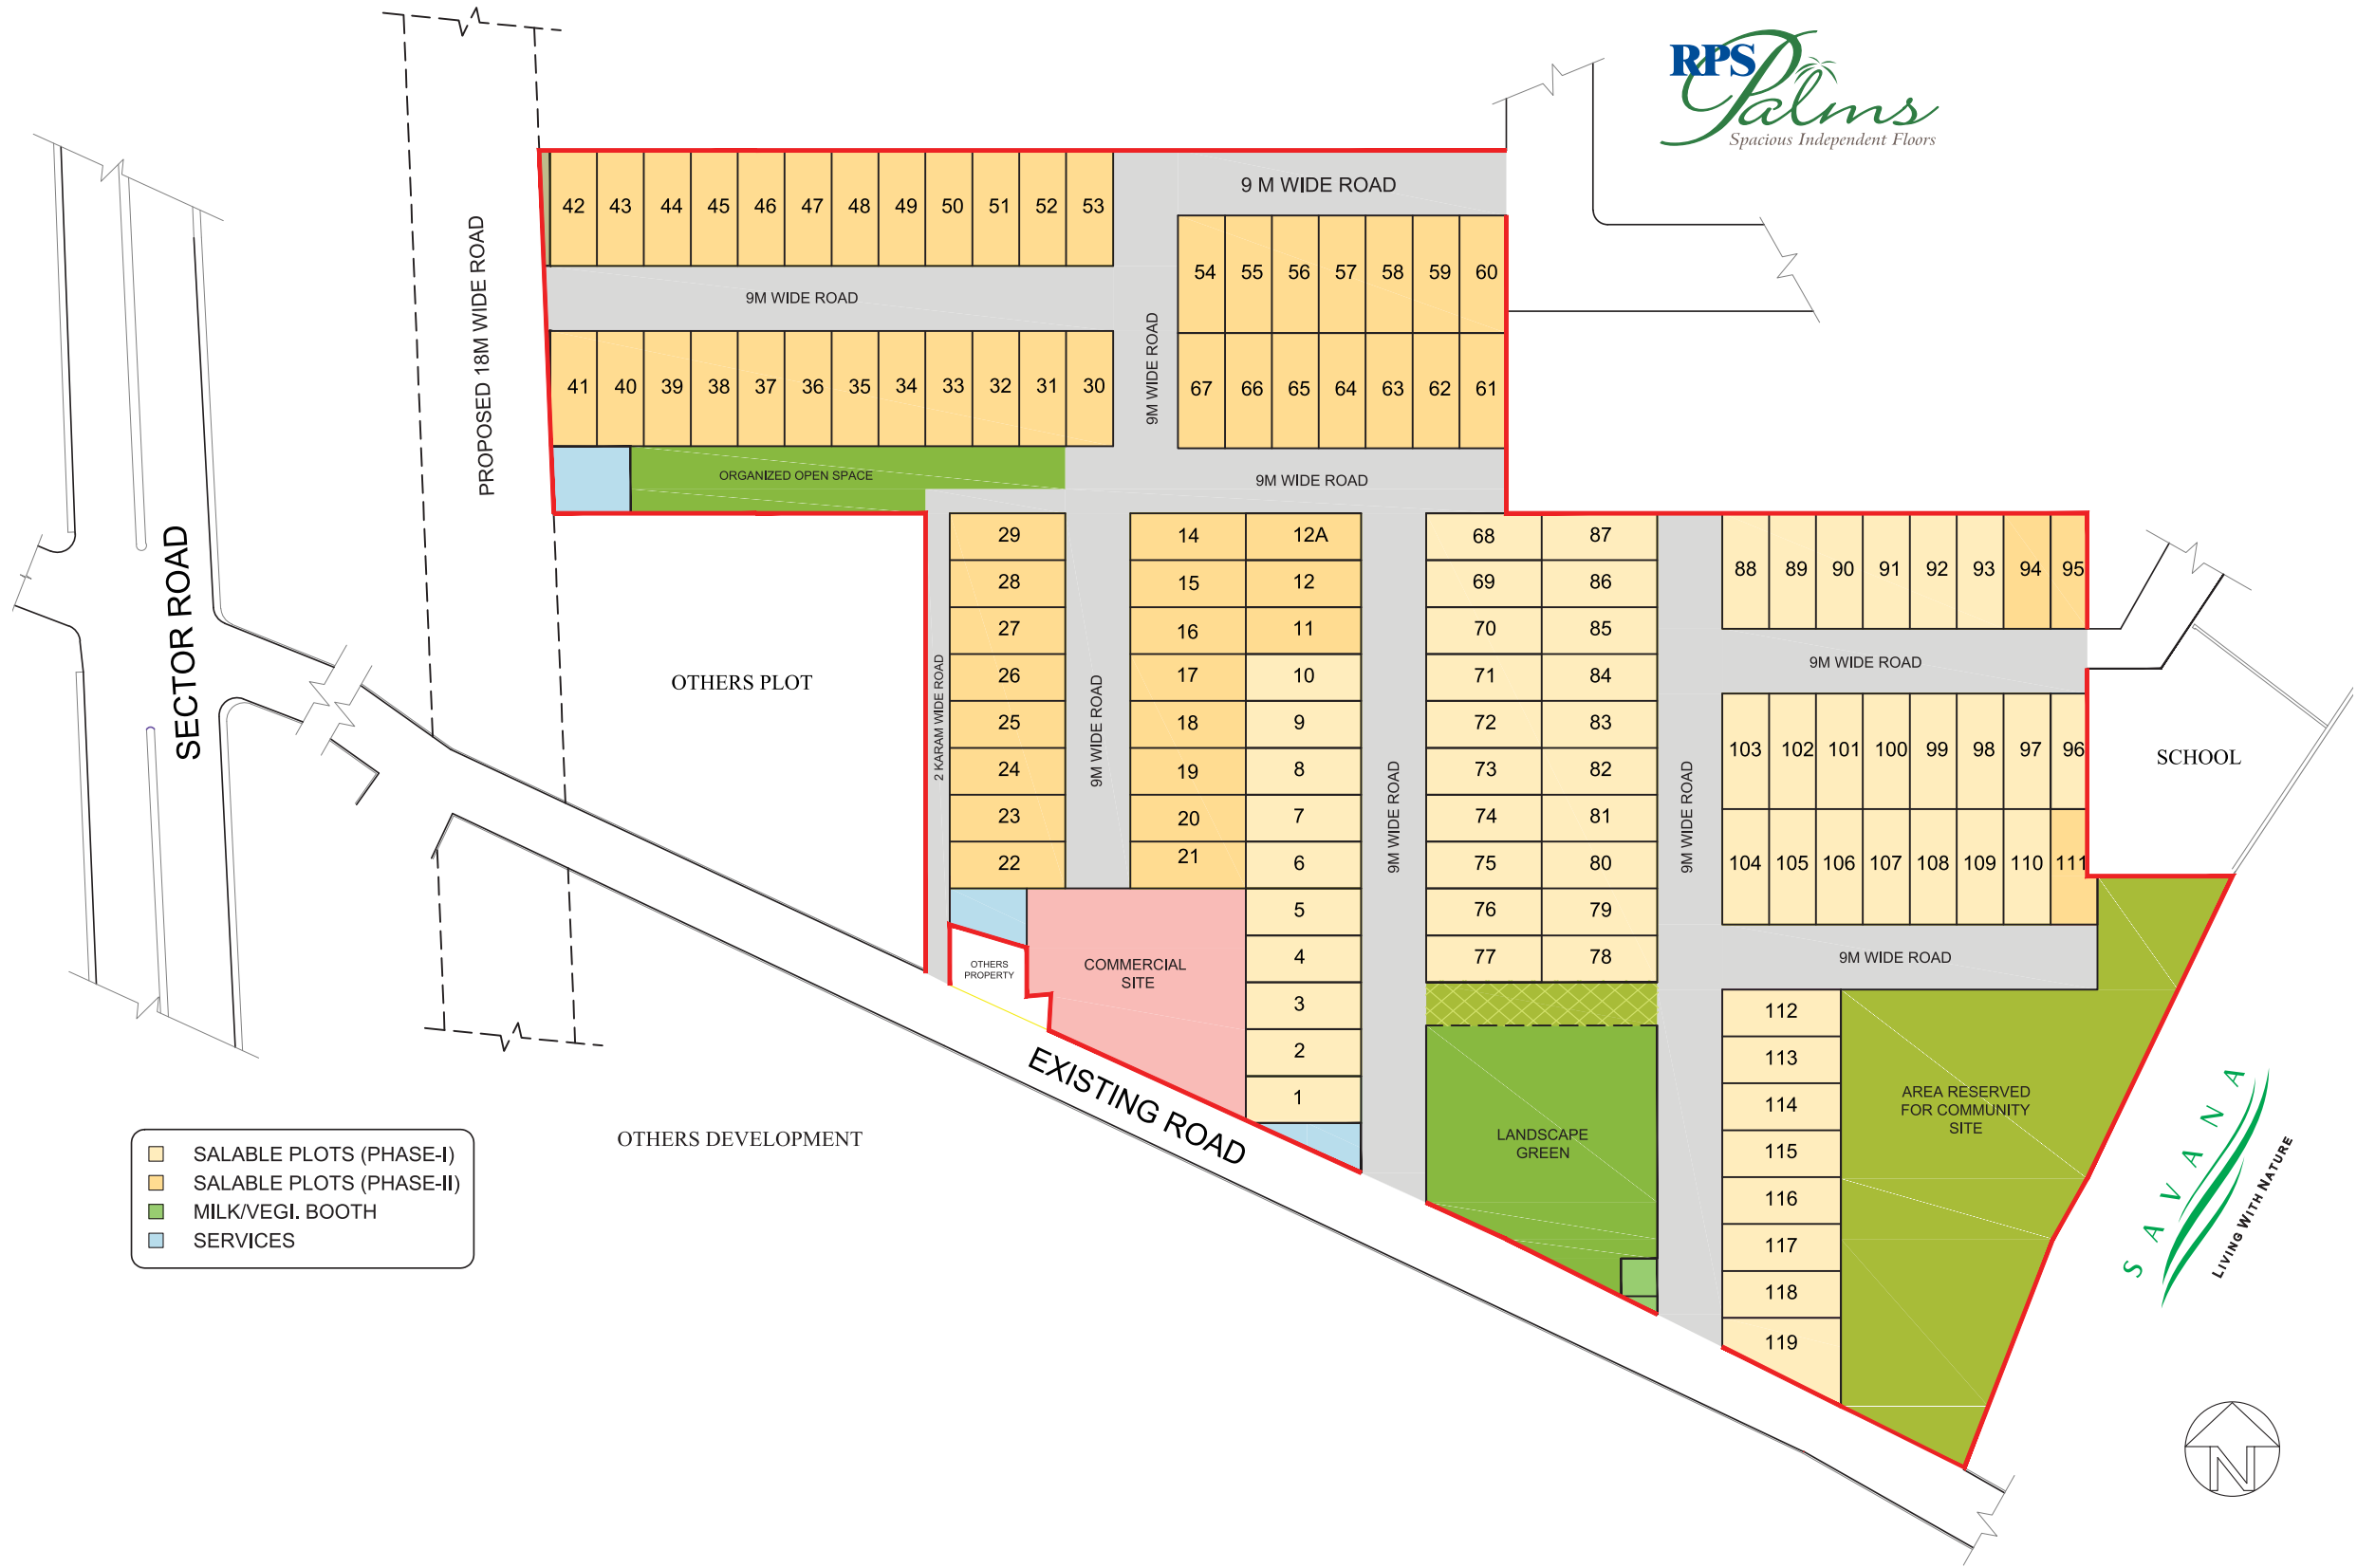 RPS Palms
Spacious Independent Floors
9 M WIDE ROAD
42 43 44 45 46 47 48 49 50 51 52 53
PROPOSED 18M WIDE ROAD
9M WIDE ROAD
54 55 56 57 58 59 60
9M WIDE ROAD
41 40 39 38 37 36 35 34 33 32 31 30
67 66 65 64 63 62 61
ORGANIZED OPEN SPACE
9M WIDE ROAD
SECTOR ROAD
OTHERS PLOT
2 KARAM WIDE ROAD
29
28
27
26
25
24
23
22
9M WIDE ROAD
14
15
16
17
18
19
20
21
12A
12
11
10
9
8
7
6
5
4
3
2
1
9M WIDE ROAD
68
69
70
71
72
73
74
75
76
77
87
86
85
84
83
82
81
80
79
78
9M WIDE ROAD
88 89 90 91 92 93 94 95
9M WIDE ROAD
103 102 101 100 99 98 97 96
104 105 106 107 108 109 110 111
9M WIDE ROAD
SCHOOL
OTHERS
PROPERTY
COMMERCIAL
SITE
EXISTING ROAD
LANDSCAPE
GREEN
112
113
114
115
116
117
118
119
AREA RESERVED
FOR COMMUNITY
SITE
SAVANA
LIVING WITH NATURE
OTHERS DEVELOPMENT
SALABLE PLOTS (PHASE-I)
SALABLE PLOTS (PHASE-II)
MILK/VEGI. BOOTH
SERVICES
N